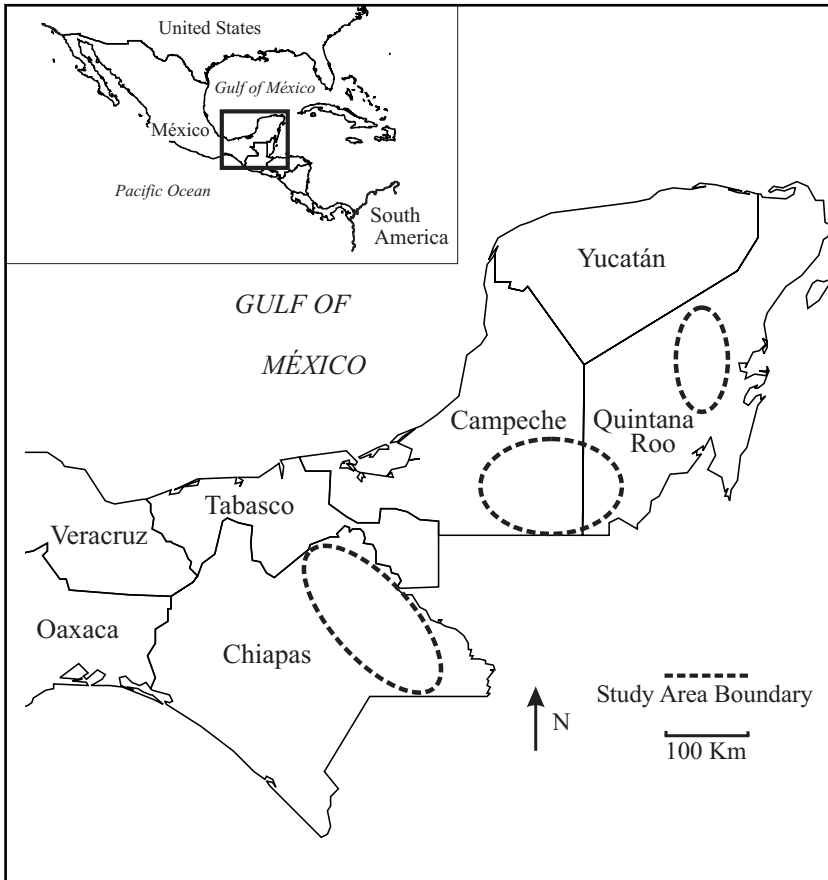 United States
Gulf of México
México
Pacific Ocean
South
America
GULF OF
MÉXICO
Yucatán
Campeche
Quintana
Roo
Tabasco
Veracruz
Oaxaca
Chiapas
N
Study Area Boundary
100 Km